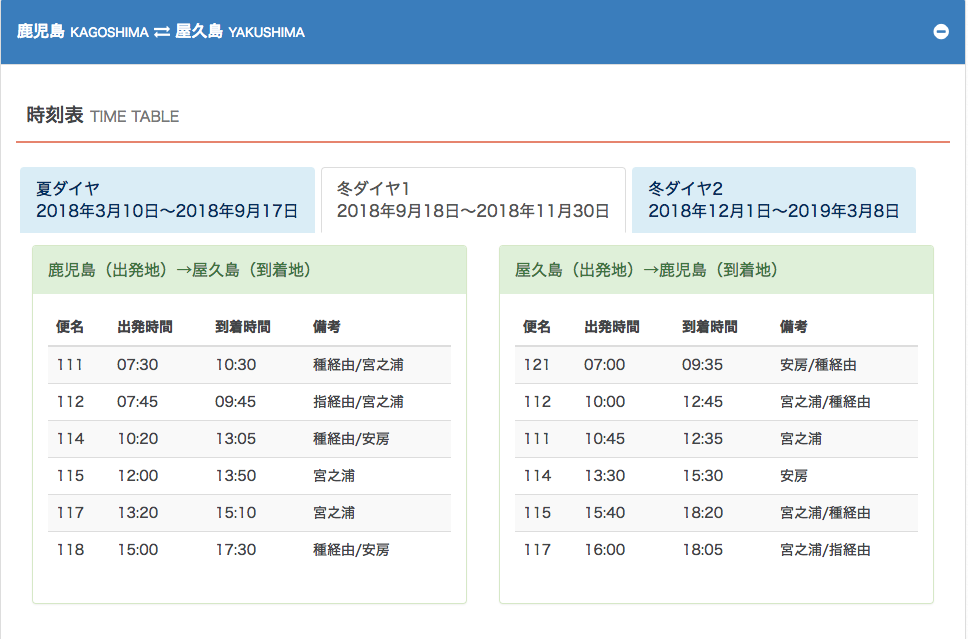 鹿児島 KAGOSHIMA ⇄ 屋久島 YAKUSHIMA
時刻表 TIME TABLE
夏ダイヤ
2018年3月10日～2018年9月17日
冬ダイヤ1
2018年9月18日～2018年11月30日
冬ダイヤ2
2018年12月1日～2019年3月8日
鹿児島（出発地）→屋久島（到着地）
便名 出発時間 到着時間 備考
111 07:30 10:30 種経由/宮之浦
112 07:45 09:45 指経由/宮之浦
114 10:20 13:05 種経由/安房
115 12:00 13:50 宮之浦
117 13:20 15:10 宮之浦
118 15:00 17:30 種経由/安房
屋久島（出発地）→鹿児島（到着地）
便名 出発時間 到着時間 備考
121 07:00 09:35 安房/種経由
112 10:00 12:45 宮之浦/種経由
111 10:45 12:35 宮之浦
114 13:30 15:30 安房
115 15:40 18:20 宮之浦/種経由
117 16:00 18:05 宮之浦/指経由